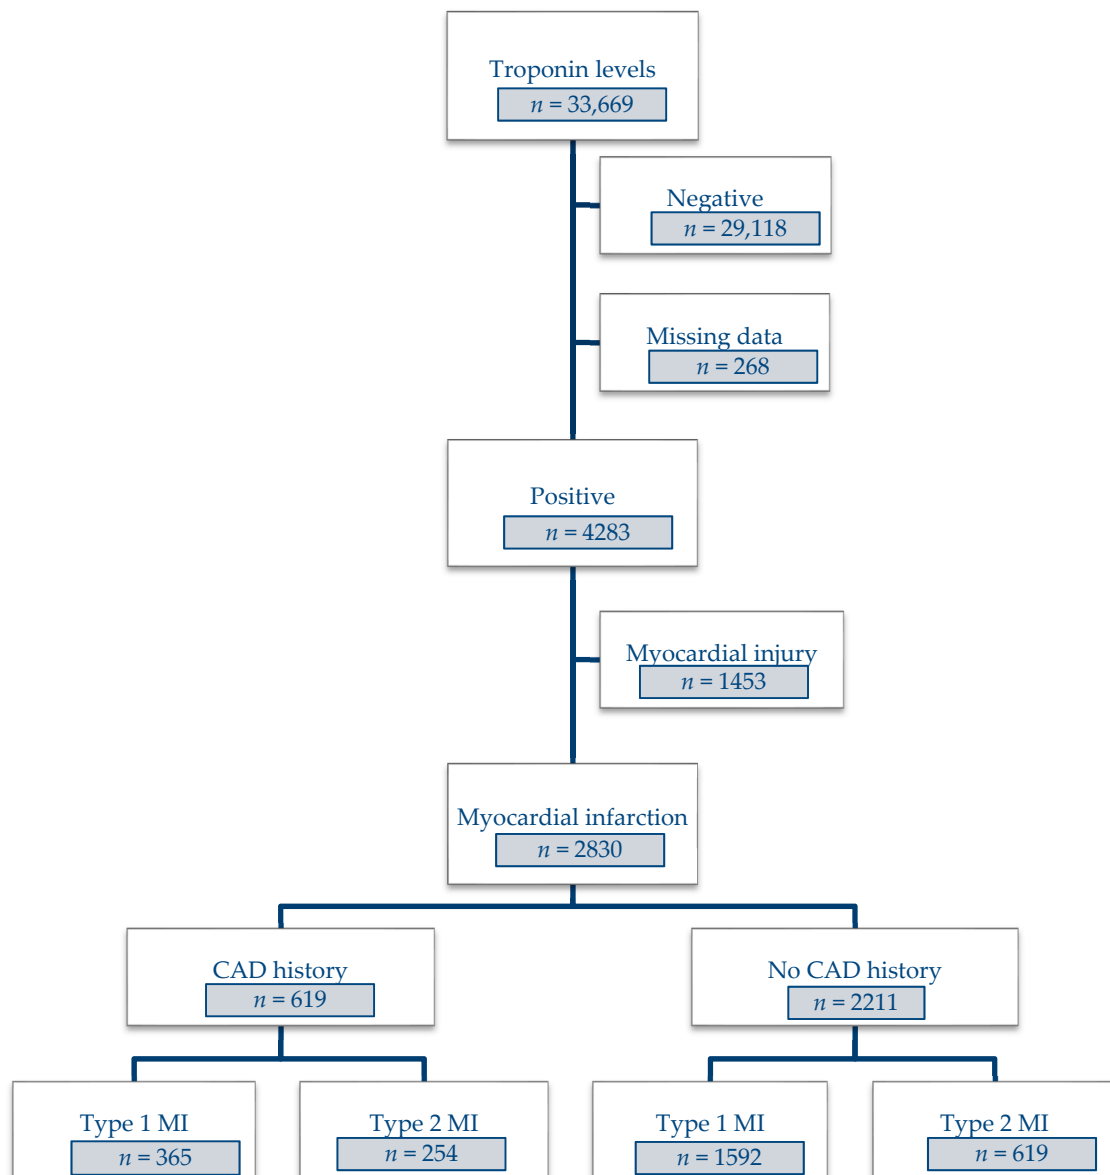 Troponin levels
n = 33,669
Negative
n = 29,118
Missing data
n = 268
Positive
n = 4283
Myocardial injury
n = 1453
Myocardial infarction
n = 2830
CAD history
n = 619
No CAD history
n = 2211
Type 1 MI
n = 365
Type 2 MI
n = 254
Type 1 MI
n = 1592
Type 2 MI
n = 619